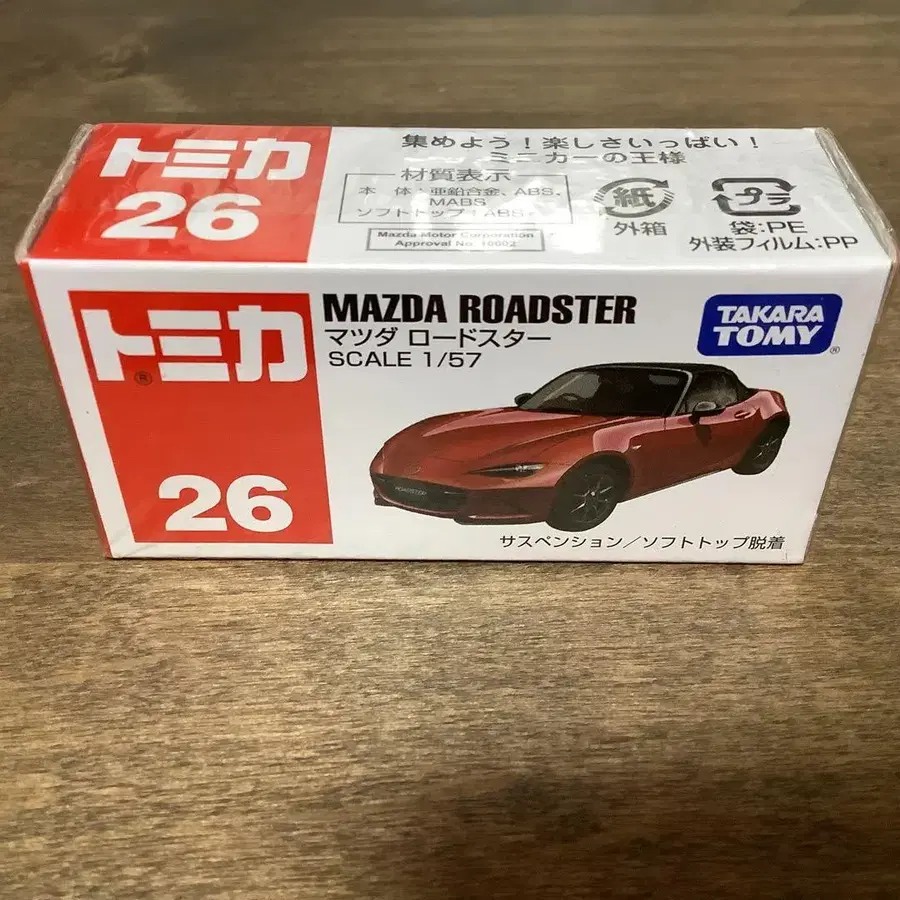 トミカ
26
集めよう！楽しさいっぱい！
ミニカーの王様
材質表示
本 体：亜鉛合金、ABS、
MABS
ソフトトップ：ABS
Mazda Motor Corporation
Approval No. 10002
紙
外箱
プラ
袋：PE
外装フィルム：PP
トミカ®
26
MAZDA ROADSTER
マツダ ロードスター
SCALE 1/57
TAKARA
TOMY®
ROADSTER
サスペンション／ソフトトップ脱着